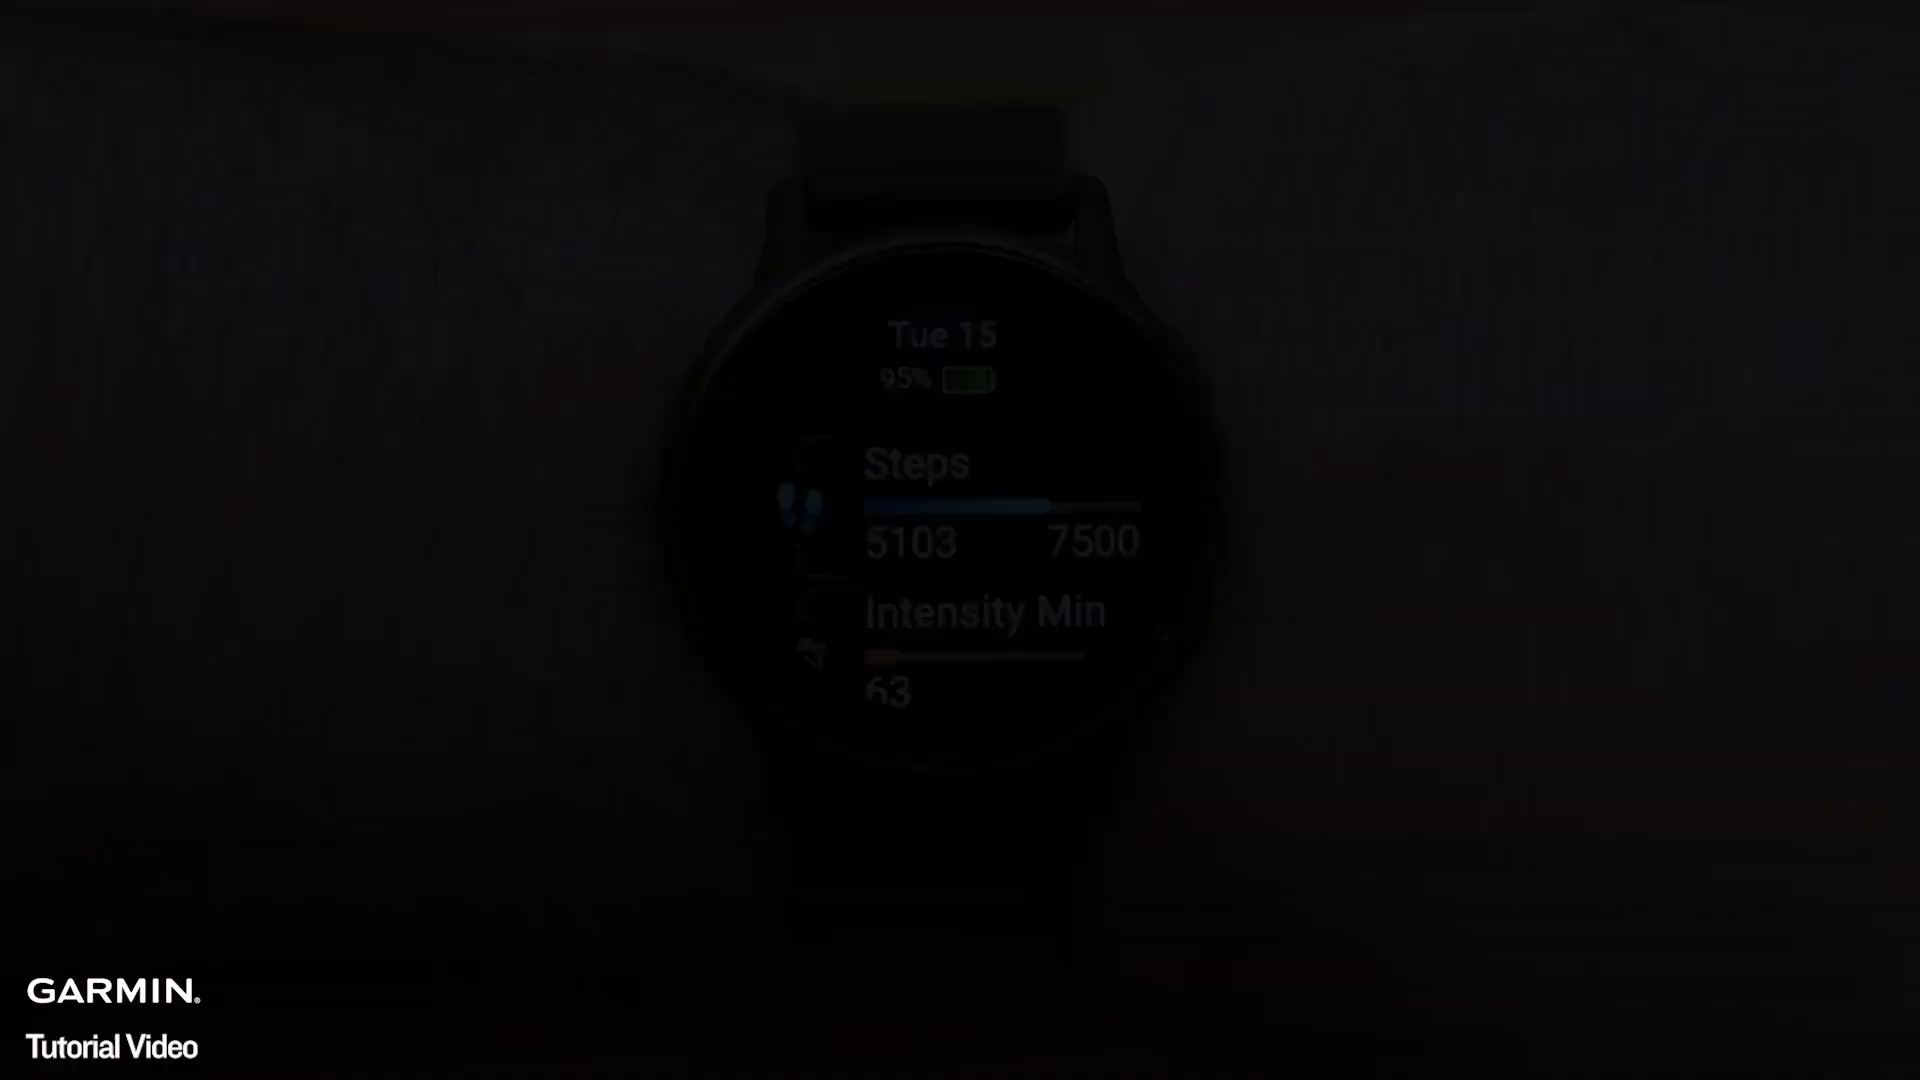 Tue 15
95%
Steps
5103 7500
Intensity Min
63
GARMIN.
Tutorial Video